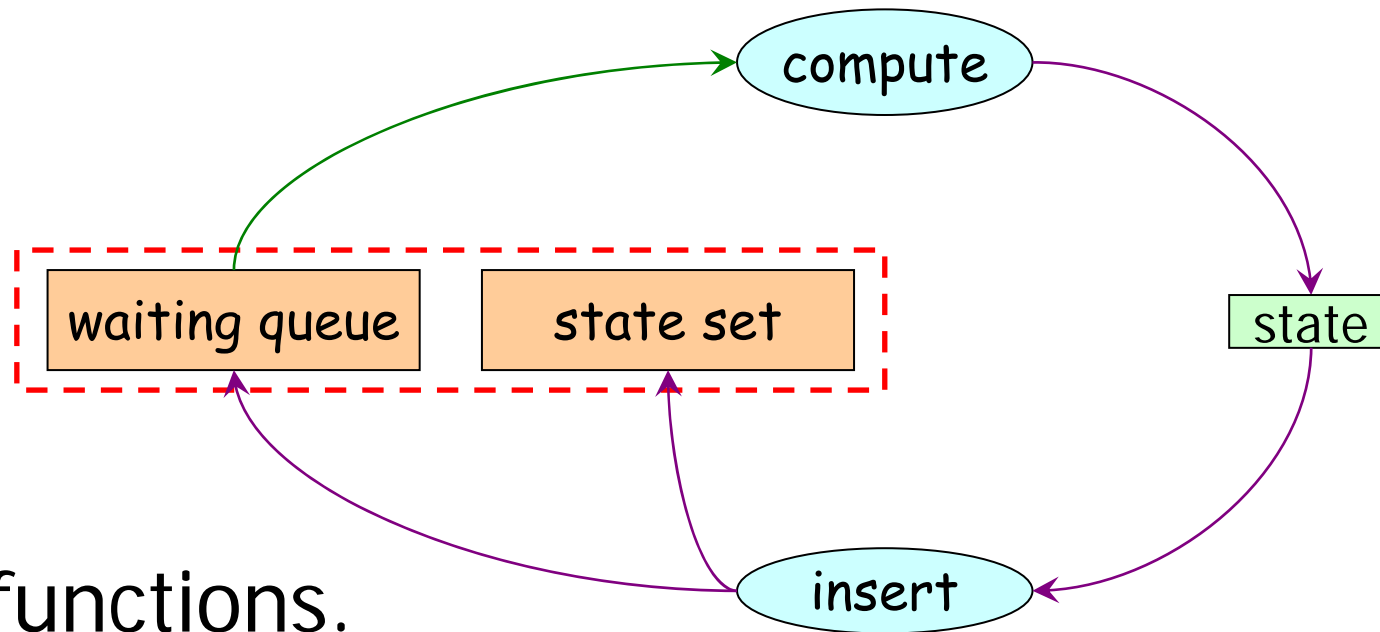 compute
waiting queue
state set
state
insert
functions.